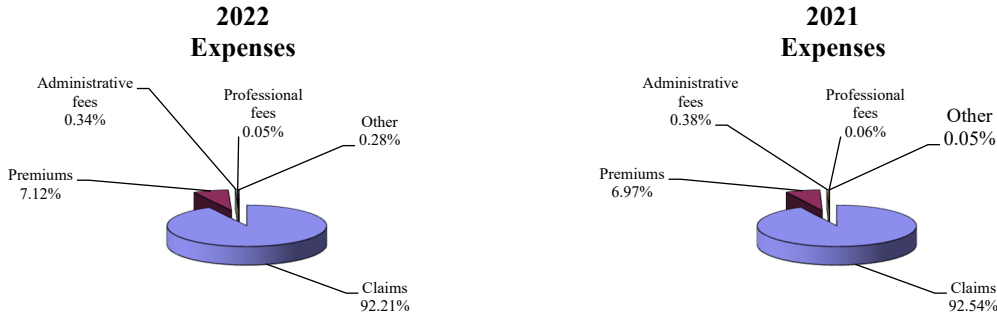 2022
Expenses
Administrative
fees
0.34%
Professional
fees
0.05%
Other
0.28%
Premiums
7.12%
Claims
92.21%
2021
Expenses
Administrative
fees
0.38%
Professional
fees
0.06%
Other
0.05%
Premiums
6.97%
Claims
92.54%